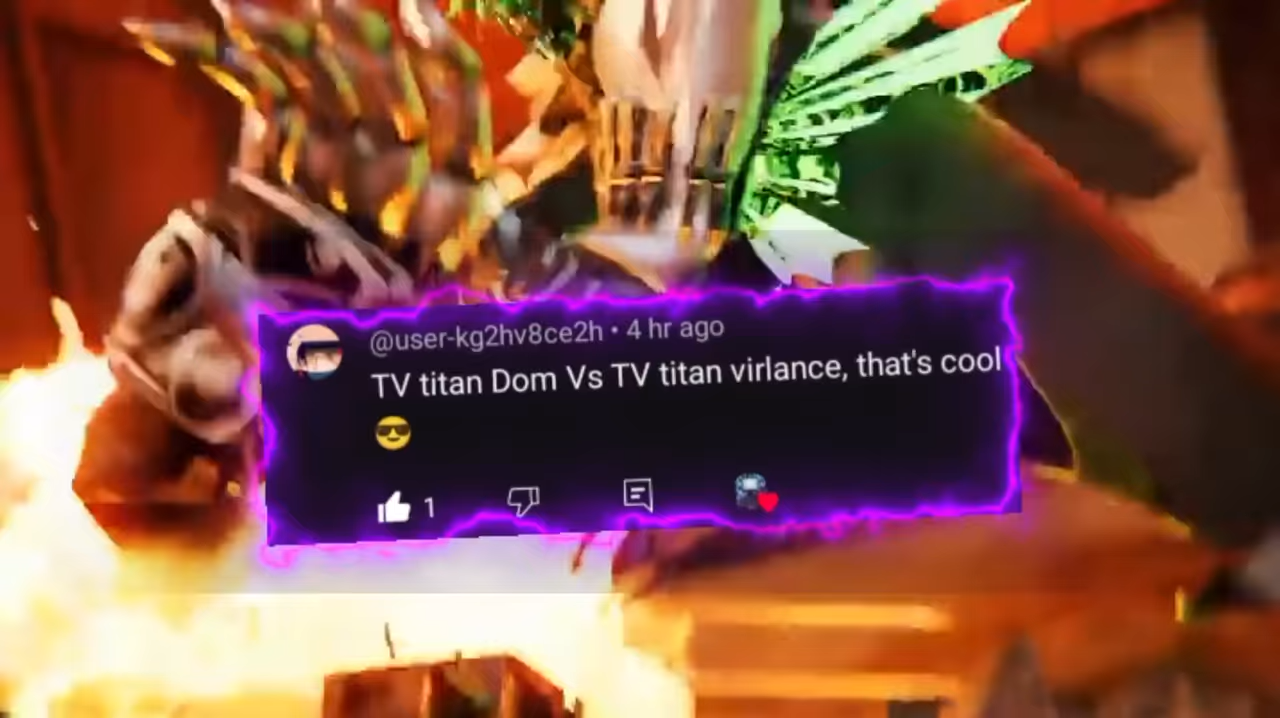 @user-kg2hv8ce2h • 4 hr ago
TV titan Dom Vs TV titan virlance, that's cool
😎
1